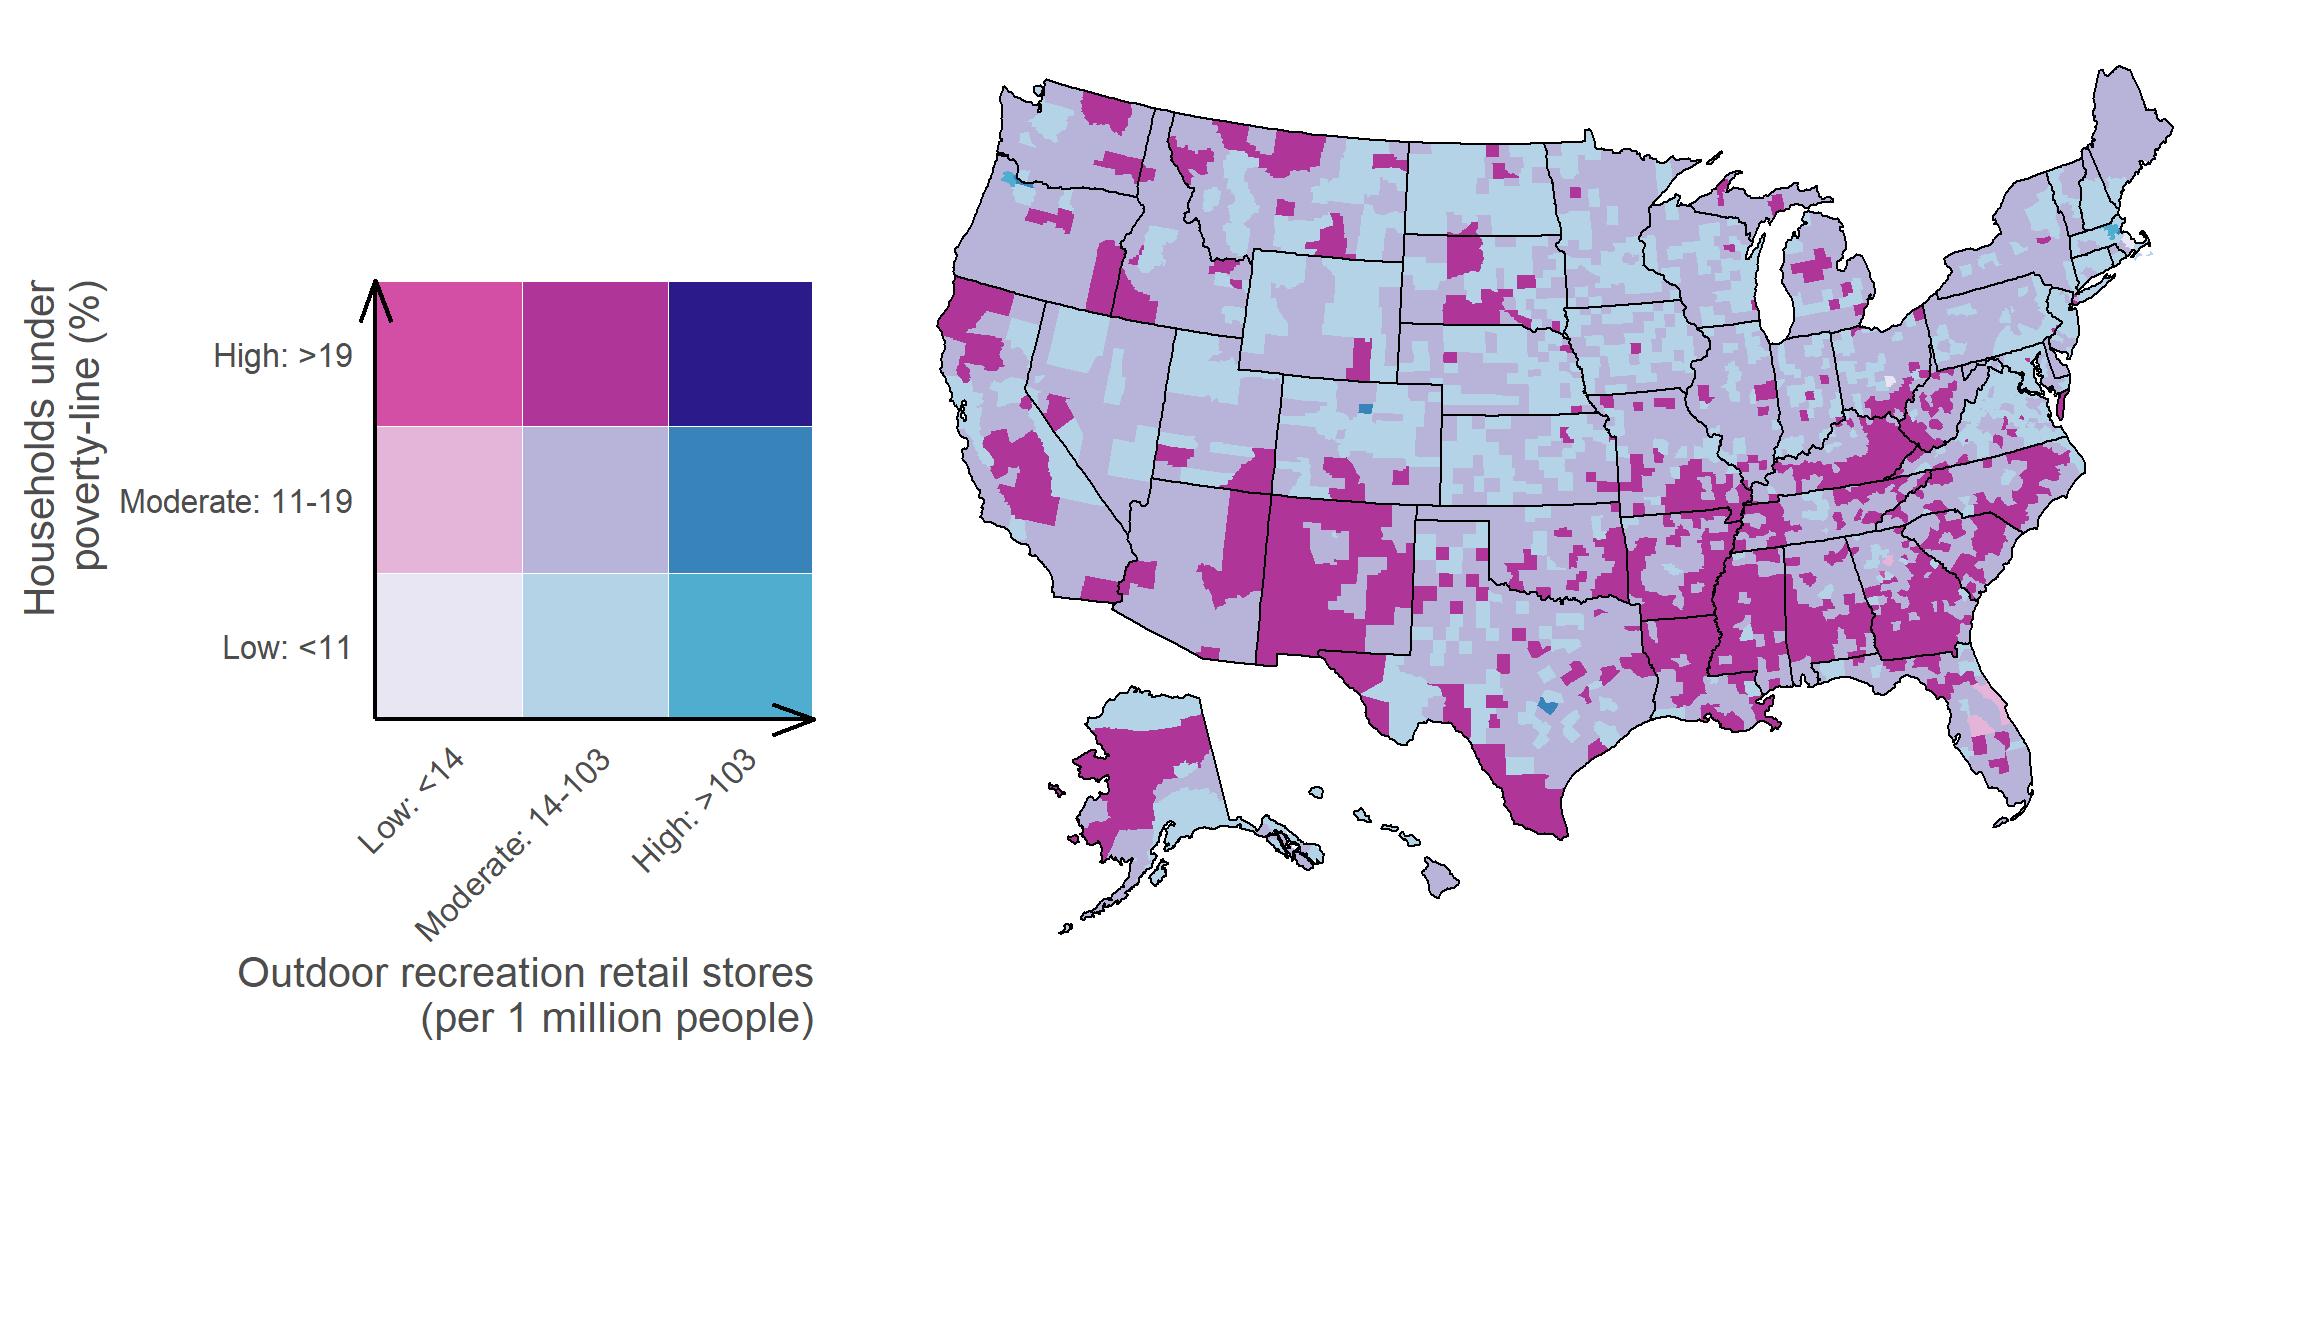 Households under
poverty-line (%)
High: >19
Moderate: 11-19
Low: <11
Low: <14
Moderate: 14-103
High: >103
Outdoor recreation retail stores
(per 1 million people)